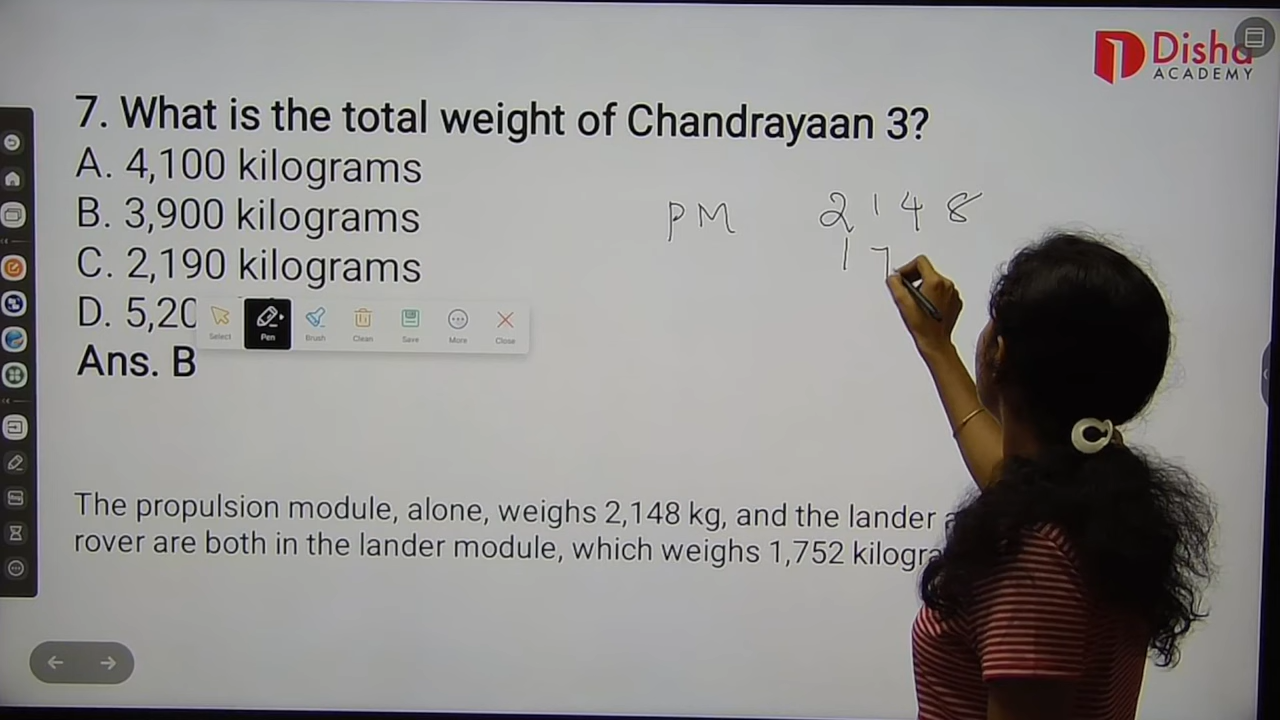 Disha
ACADEMY
7. What is the total weight of Chandrayaan 3?
A. 4,100 kilograms
B. 3,900 kilograms
C. 2,190 kilograms
D. 5,20
Ans. B
PM 2148
17
Select Pen Brush Clean Save More Close
The propulsion module, alone, weighs 2,148 kg, and the lander
rover are both in the lander module, which weighs 1,752 kilogra